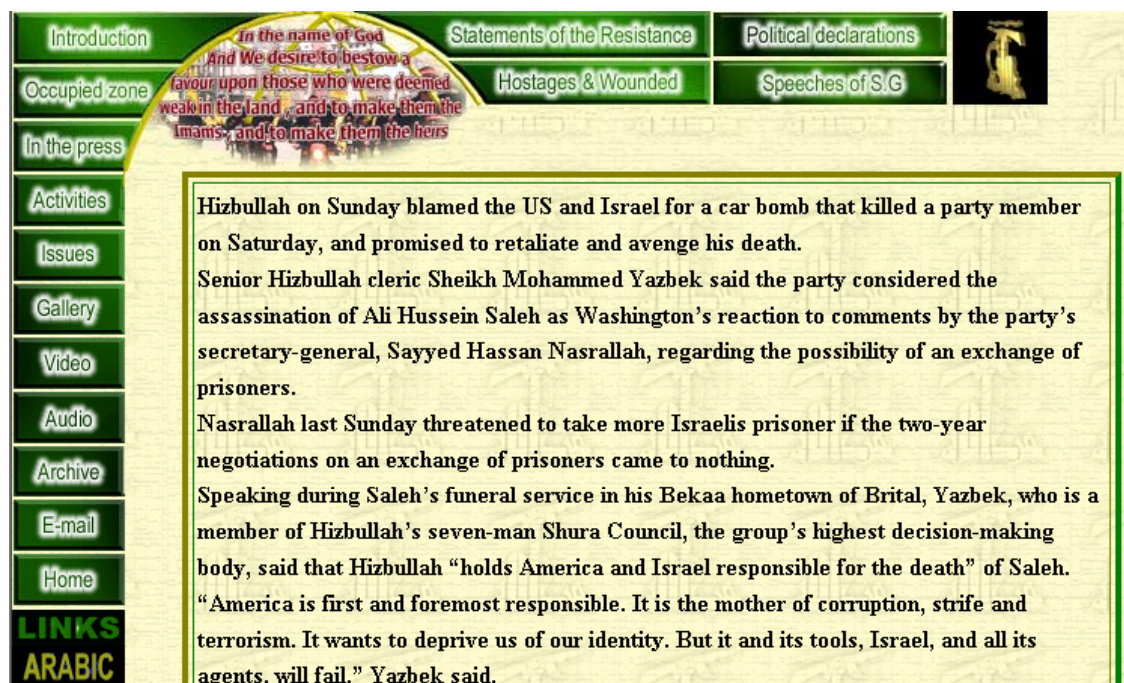 Introduction
Occupied zone
In the press
Activities
Issues
Gallery
Video
Audio
Archive
E-mail
Home
LINKS
ARABIC
In the name of God
And We desire to bestow a
favour upon those who were deemed
weak in the land , and to make them the
Imams, and to make them the heirs
Statements of the Resistance
Political declarations
Hostages & Wounded
Speeches of S.G
Hizbullah on Sunday blamed the US and Israel for a car bomb that killed a party member
on Saturday, and promised to retaliate and avenge his death.
Senior Hizbullah cleric Sheikh Mohammed Yazbek said the party considered the
assassination of Ali Hussein Saleh as Washington’s reaction to comments by the party’s
secretary-general, Sayyed Hassan Nasrallah, regarding the possibility of an exchange of
prisoners.
Nasrallah last Sunday threatened to take more Israelis prisoner if the two-year
negotiations on an exchange of prisoners came to nothing.
Speaking during Saleh’s funeral service in his Bekaa hometown of Brital, Yazbek, who is a
member of Hizbullah’s seven-man Shura Council, the group’s highest decision-making
body, said that Hizbullah “holds America and Israel responsible for the death” of Saleh.
“America is first and foremost responsible. It is the mother of corruption, strife and
terrorism. It wants to deprive us of our identity. But it and its tools, Israel, and all its
agents, will fail,” Yazbek said.